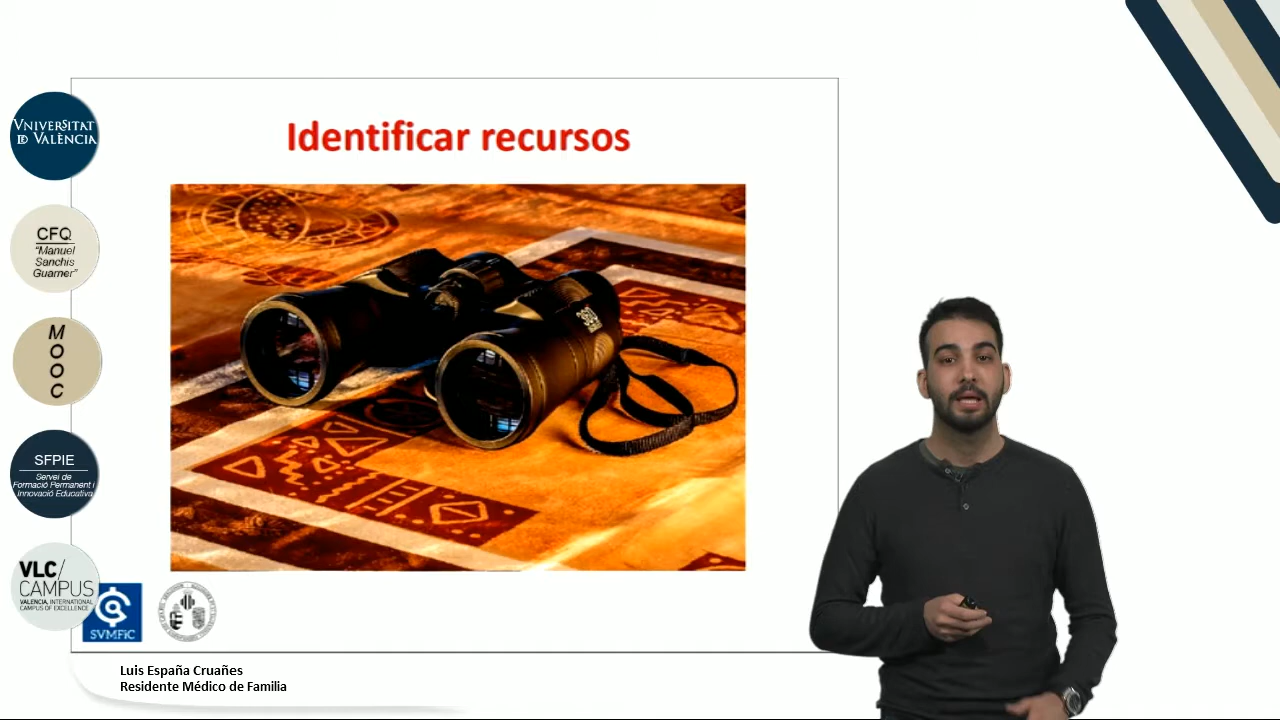 Identificar recursos
VNIVERSITAT
DE VALÈNCIA
CFQ
"Manuel
Sanchis
Guarner"
M
O
O
C
SFPIE
Servei de
Formació Permanent i
Innovació Educativa
VLC/
CAMPUS
VALENCIA, INTERNATIONAL
CAMPUS OF EXCELLENCE
SVMFiC
Luis España Cruañes
Residente Médico de Familia